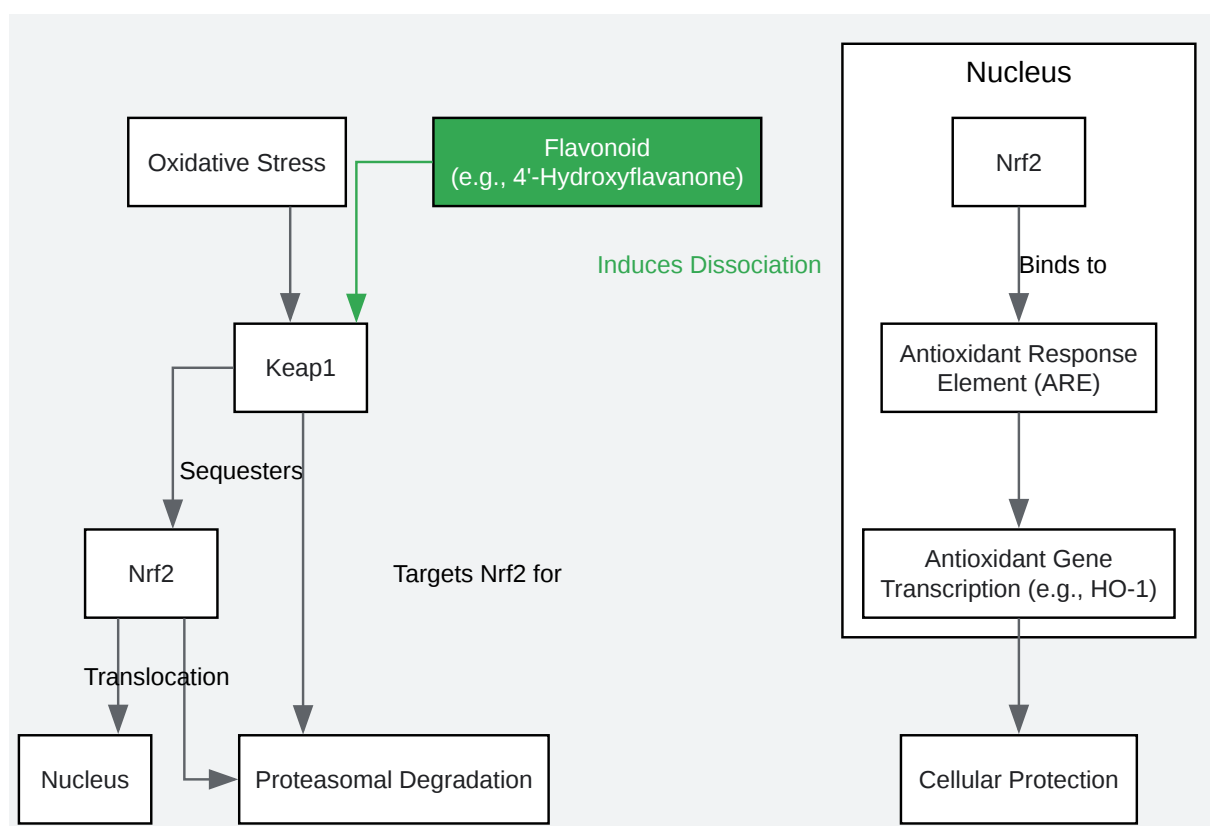 Nucleus
Oxidative Stress
Flavonoid
(e.g., 4'-Hydroxyflavanone)
Nrf2
Induces Dissociation
Binds to
Keap1
Antioxidant Response
Element (ARE)
Sequesters
Nrf2
Targets Nrf2 for
Antioxidant Gene
Transcription (e.g., HO-1)
Translocation
Nucleus
Proteasomal Degradation
Cellular Protection